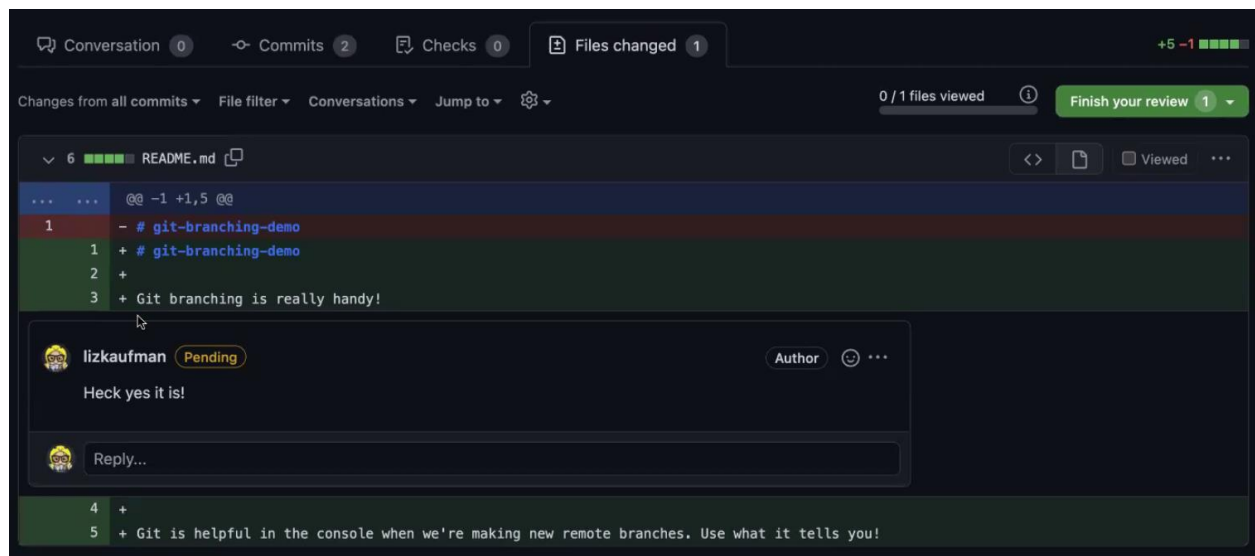 Conversation 0 Commits 2 Checks 0 Files changed 1 +5 −1
Changes from all commits File filter Conversations Jump to 0 / 1 files viewed Finish your review 1
6 README.md <> Viewed ...
... ... @@ -1 +1,5 @@
1 - # git-branching-demo
1 + # git-branching-demo
2 +
3 + Git branching is really handy!
lizkaufman Pending Author ...
Heck yes it is!
Reply...
4 +
5 + Git is helpful in the console when we're making new remote branches. Use what it tells you!